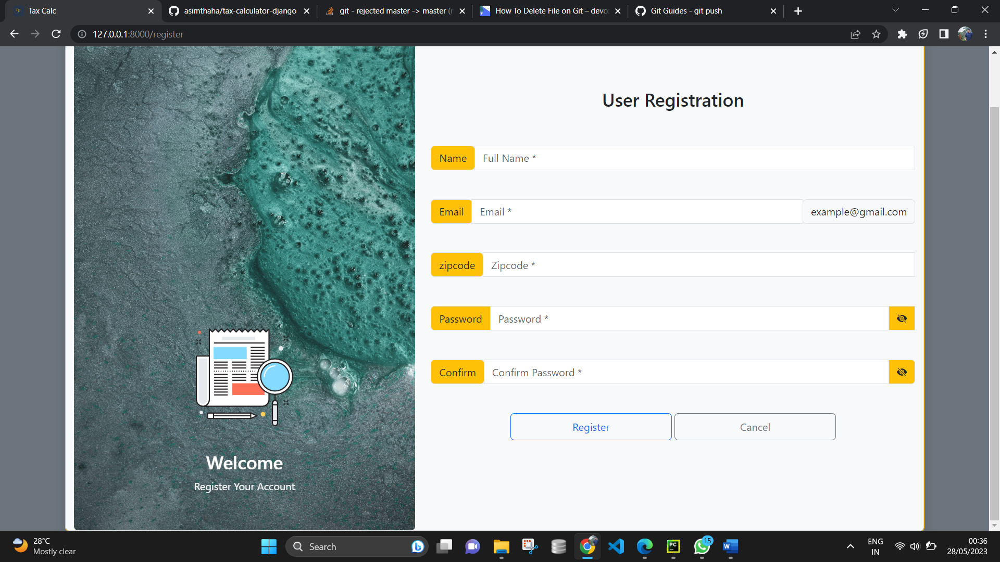 Tax Calc
asimthaha/tax-calculator-django
git - rejected master -> master (n
How To Delete File on Git – devcc
Git Guides - git push
127.0.0.1:8000/register
User Registration
Name
Full Name *
Email
Email *
example@gmail.com
zipcode
Zipcode *
Password
Password *
Confirm
Confirm Password *
Register
Cancel
Welcome
Register Your Account
28°C
Mostly clear
Search
PC
15
W
ENG
IN
00:36
28/05/2023